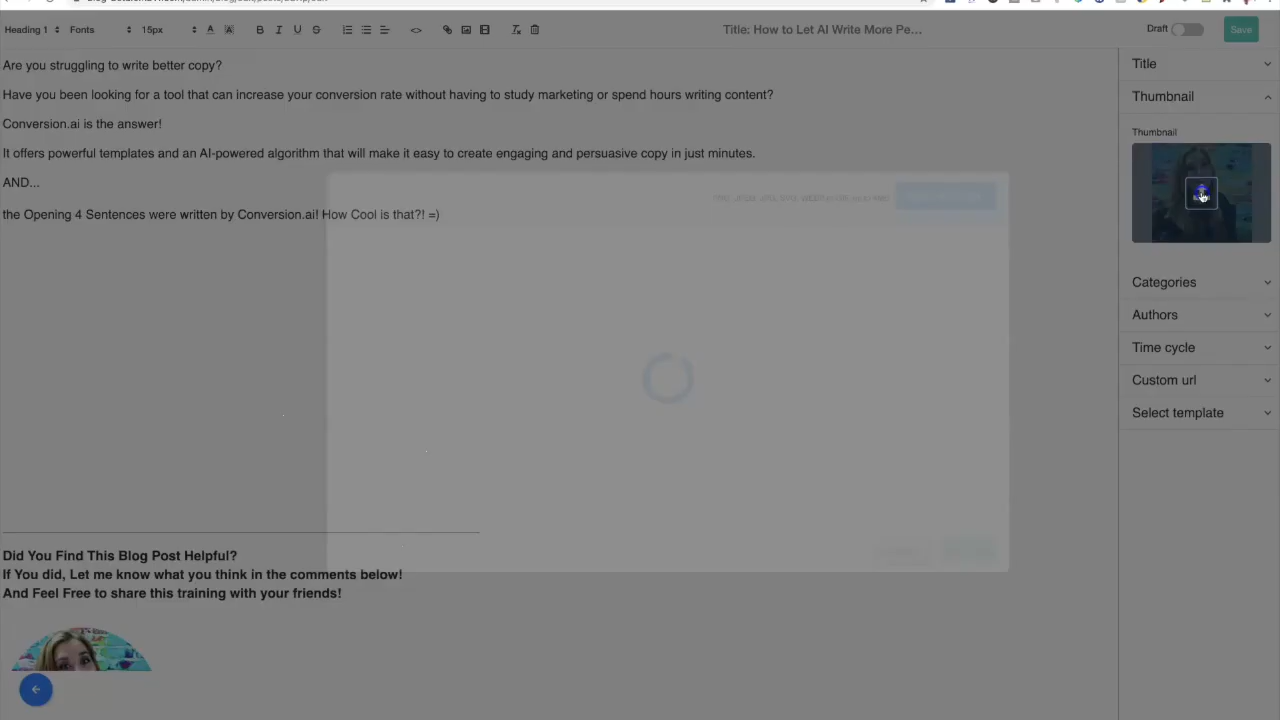 Heading 1 Fonts 15px B I U S <> Title: How to Let AI Write More Pe... Draft Save
Are you struggling to write better copy?
Have you been looking for a tool that can increase your conversion rate without having to study marketing or spend hours writing content?
Conversion.ai is the answer!
It offers powerful templates and an AI-powered algorithm that will make it easy to create engaging and persuasive copy in just minutes.
AND...
the Opening 4 Sentences were written by Conversion.ai! How Cool is that?! =)
Did You Find This Blog Post Helpful?
If You did, Let me know what you think in the comments below!
And Feel Free to share this training with your friends!
Title
Thumbnail
Thumbnail
Categories
Authors
Time cycle
Custom url
Select template